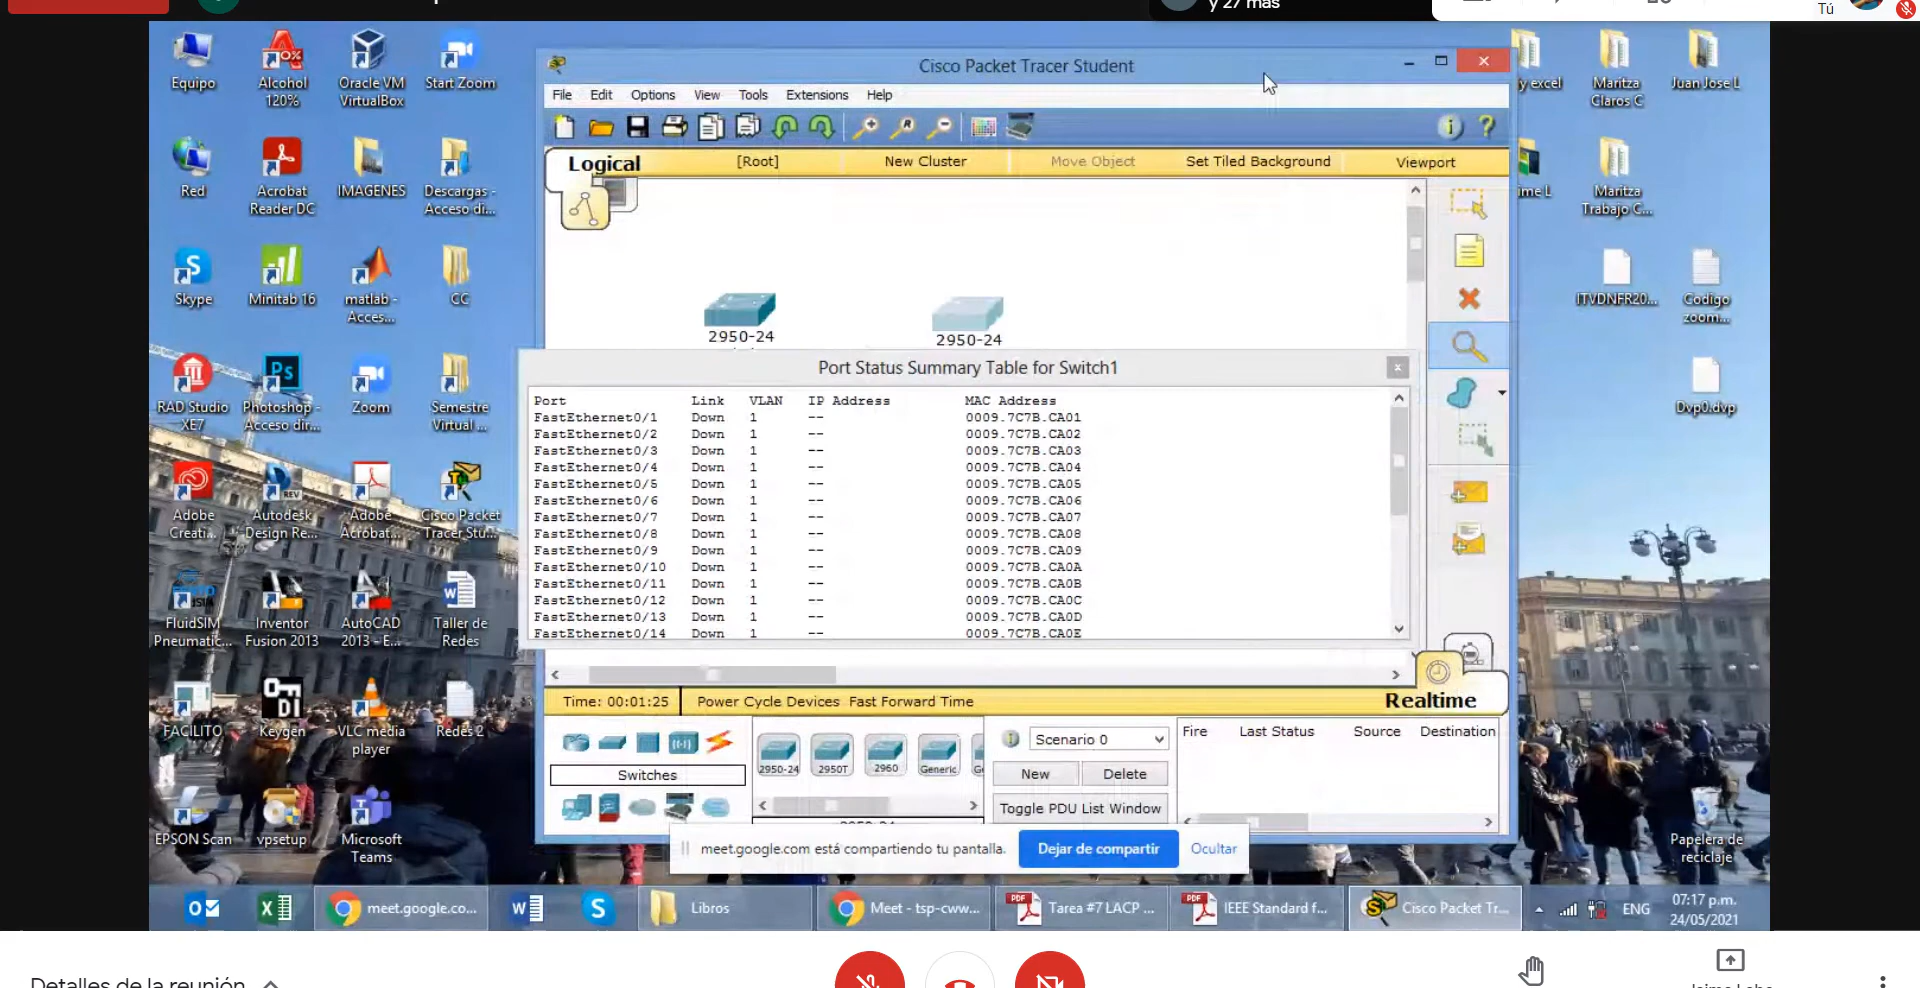 y 27 más
Tú
Equipo
Alcohol
120%
Oracle VM
VirtualBox
Start Zoom
Red
Acrobat
Reader DC
IMAGENES
Descargas -
Acceso di...
Skype
Minitab 16
matlab -
Acces...
CC
RAD Studio
XE7
Photoshop -
Acceso dir...
Zoom
Semestre
Virtual ...
Adobe
Creati...
Autodesk
Design Re...
Adobe
Acrobat...
Cisco Packet
Tracer Stu...
FluidSIM
Pneumatic...
Inventor
Fusion 2013
AutoCAD
2013 - E...
Taller de
Redes
FACILITO
Keygen
VLC media
player
Redes 2
EPSON Scan
vpsetup
Microsoft
Teams
Cisco Packet Tracer Student
File Edit Options View Tools Extensions Help
Logical [Root] New Cluster Move Object Set Tiled Background Viewport
2950-24
2950-24
Port Status Summary Table for Switch1
Port Link VLAN IP Address MAC Address
FastEthernet0/1 Down 1 -- 0009.7C7B.CA01
FastEthernet0/2 Down 1 -- 0009.7C7B.CA02
FastEthernet0/3 Down 1 -- 0009.7C7B.CA03
FastEthernet0/4 Down 1 -- 0009.7C7B.CA04
FastEthernet0/5 Down 1 -- 0009.7C7B.CA05
FastEthernet0/6 Down 1 -- 0009.7C7B.CA06
FastEthernet0/7 Down 1 -- 0009.7C7B.CA07
FastEthernet0/8 Down 1 -- 0009.7C7B.CA08
FastEthernet0/9 Down 1 -- 0009.7C7B.CA09
FastEthernet0/10 Down 1 -- 0009.7C7B.CA0A
FastEthernet0/11 Down 1 -- 0009.7C7B.CA0B
FastEthernet0/12 Down 1 -- 0009.7C7B.CA0C
FastEthernet0/13 Down 1 -- 0009.7C7B.CA0D
FastEthernet0/14 Down 1 -- 0009.7C7B.CA0E
Time: 00:01:25 Power Cycle Devices Fast Forward Time Realtime
Switches
2950-24 2950T 2960 Generic
Scenario 0
New Delete
Toggle PDU List Window
Fire Last Status Source Destination
meet.google.com está compartiendo tu pantalla. Dejar de compartir Ocultar
y excel
Maritza
Claros C
Juan Jose L
ime L
Maritza
Trabajo C...
ITVDNFR20...
Codigo
zoom...
Dvp0.dvp
Papelera de
reciclaje
meet.google.co... Libros Meet - tsp-cww... Tarea #7 LACP ... IEEE Standard f... Cisco Packet Tr... ENG
07:17 p.m.
24/05/2021
Detalles de la reunión